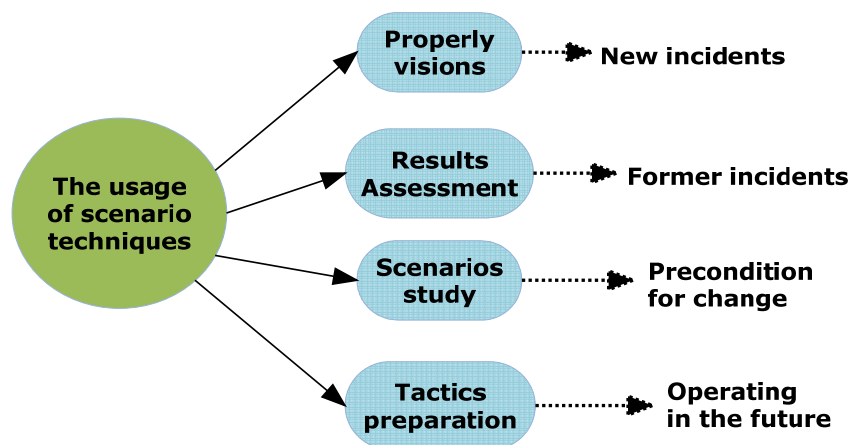 The usage
of scenario
techniques
Properly
visions
New incidents
Results
Assessment
Former incidents
Scenarios
study
Precondition
for change
Tactics
preparation
Operating
in the future